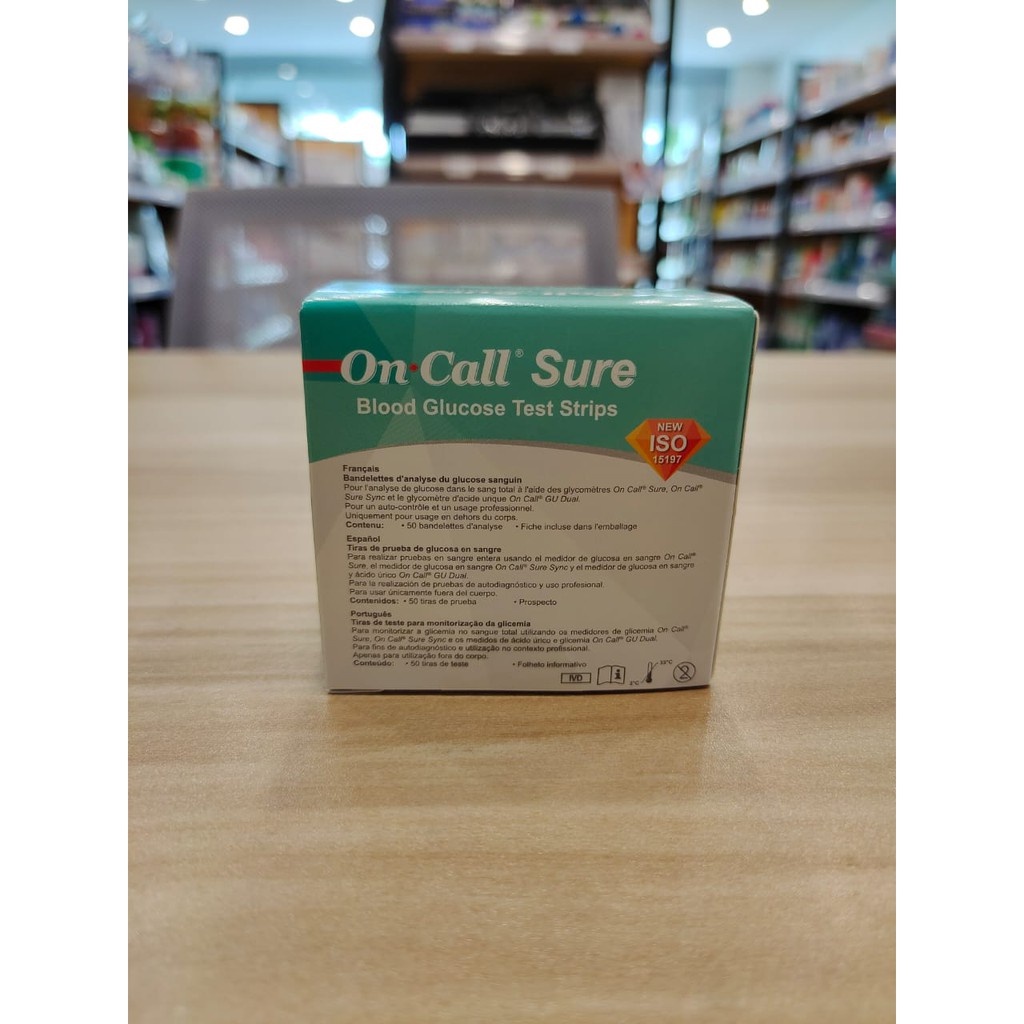 On·Call® Sure
Blood Glucose Test Strips
NEW
ISO
15197
Français
Bandelettes d'analyse du glucose sanguin
Pour l'analyse de glucose dans le sang total à l'aide des glycomètres On Call® Sure, On Call®
Sure Sync et le glycomètre d'acide urique On Call® GU Dual.
Pour un auto-contrôle et un usage professionnel.
Uniquement pour usage en dehors du corps.
Contenu: • 50 bandelettes d'analyse • Fiche incluse dans l'emballage
Español
Tiras de prueba de glucosa en sangre
Para realizar pruebas en sangre entera usando el medidor de glucosa en sangre On Call®
Sure, el medidor de glucosa en sangre On Call® Sure Sync y el medidor de glucosa en sangre
y ácido úrico On Call® GU Dual.
Para la realización de pruebas de autodiagnóstico y uso profesional.
Para usar únicamente fuera del cuerpo.
Contenidos: • 50 tiras de prueba • Prospecto
Português
Tiras de teste para monitorização da glicemia
Para monitorizar a glicemia no sangue total utilizando os medidores de glicemia On Call®
Sure, On Call® Sure Sync e os medidos de ácido úrico e glicemia On Call® GU Dual.
Para fins de autodiagnóstico e utilização no contexto profissional.
Apenas para utilização fora do corpo.
Conteúdo: • 50 tiras de teste • Folheto informativo
IVD i 2